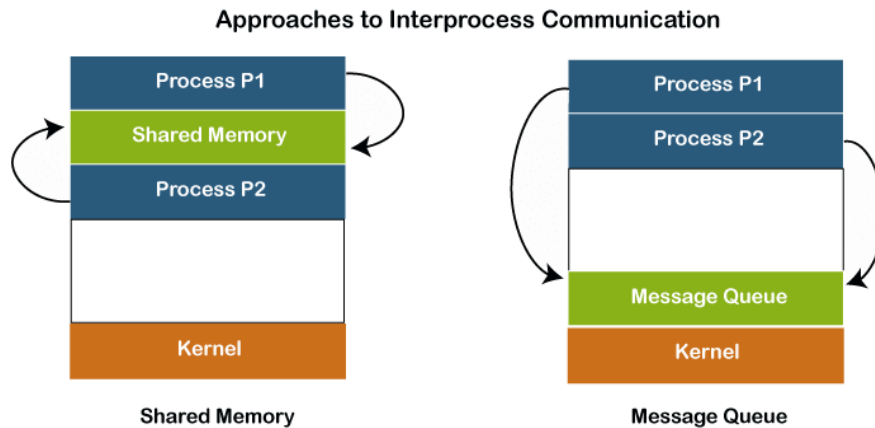 Approaches to Interprocess Communication
Process P1
Shared Memory
Process P2
Kernel
Shared Memory
Process P1
Process P2
Message Queue
Kernel
Message Queue